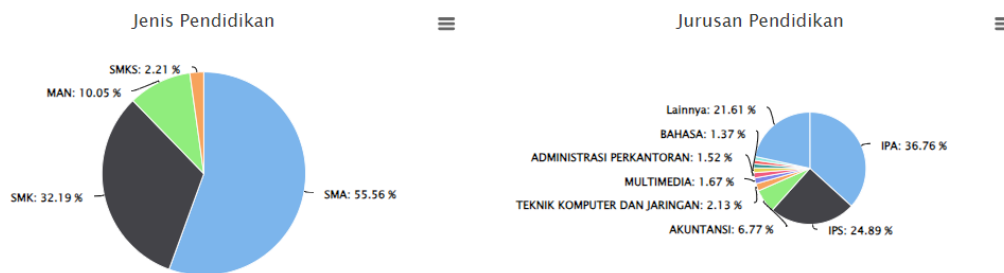 Jenis Pendidikan
SMKS: 2.21 %
MAN: 10.05 %
SMK: 32.19 %
SMA: 55.56 %
Jurusan Pendidikan
Lainnya: 21.61 %
BAHASA: 1.37 %
IPA: 36.76 %
ADMINISTRASI PERKANTORAN: 1.52 %
MULTIMEDIA: 1.67 %
TEKNIK KOMPUTER DAN JARINGAN: 2.13 %
AKUNTANSI: 6.77 %
IPS: 24.89 %